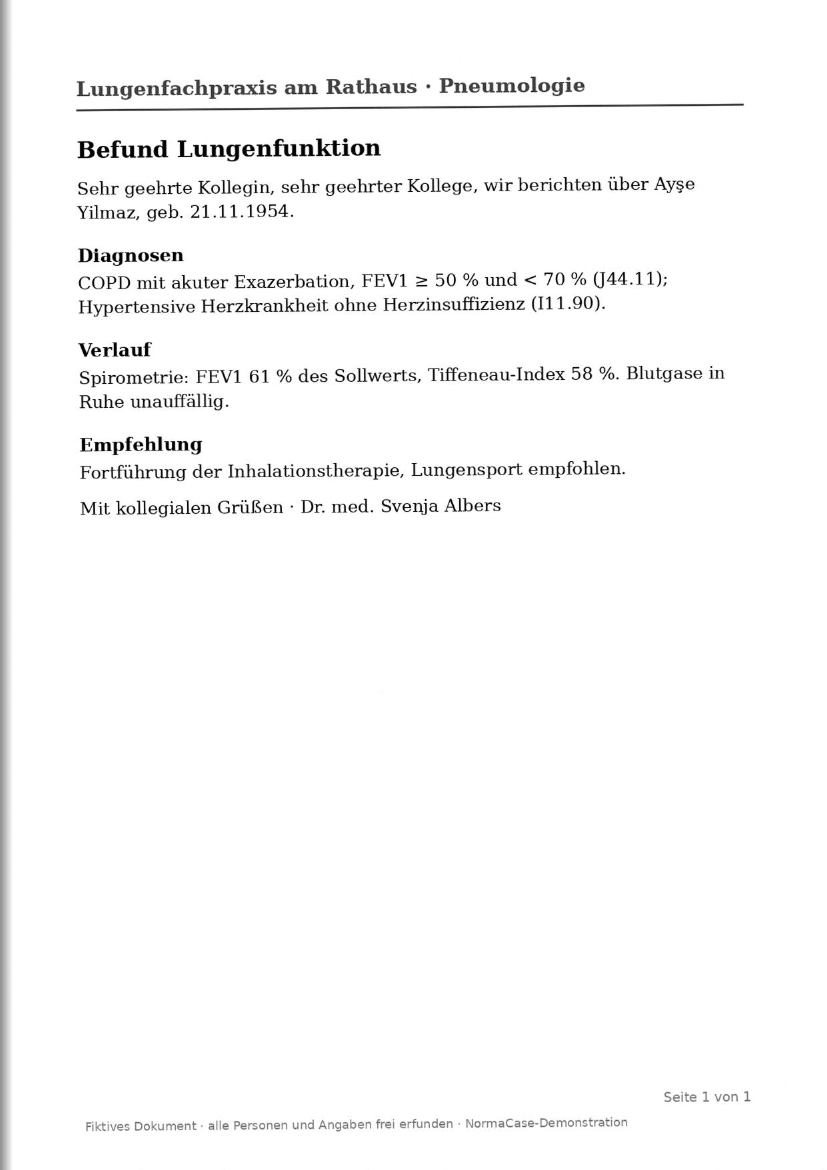 Lungenfachpraxis am Rathaus · Pneumologie
Befund Lungenfunktion
Sehr geehrte Kollegin, sehr geehrter Kollege, wir berichten über Ayşe
Yilmaz, geb. 21.11.1954.
Diagnosen
COPD mit akuter Exazerbation, FEV1 ≥ 50 % und < 70 % (J44.11);
Hypertensive Herzkrankheit ohne Herzinsuffizienz (I11.90).
Verlauf
Spirometrie: FEV1 61 % des Sollwerts, Tiffeneau-Index 58 %. Blutgase in
Ruhe unauffällig.
Empfehlung
Fortführung der Inhalationstherapie, Lungensport empfohlen.
Mit kollegialen Grüßen · Dr. med. Svenja Albers
Seite 1 von 1
Fiktives Dokument · alle Personen und Angaben frei erfunden · NormaCase-Demonstration